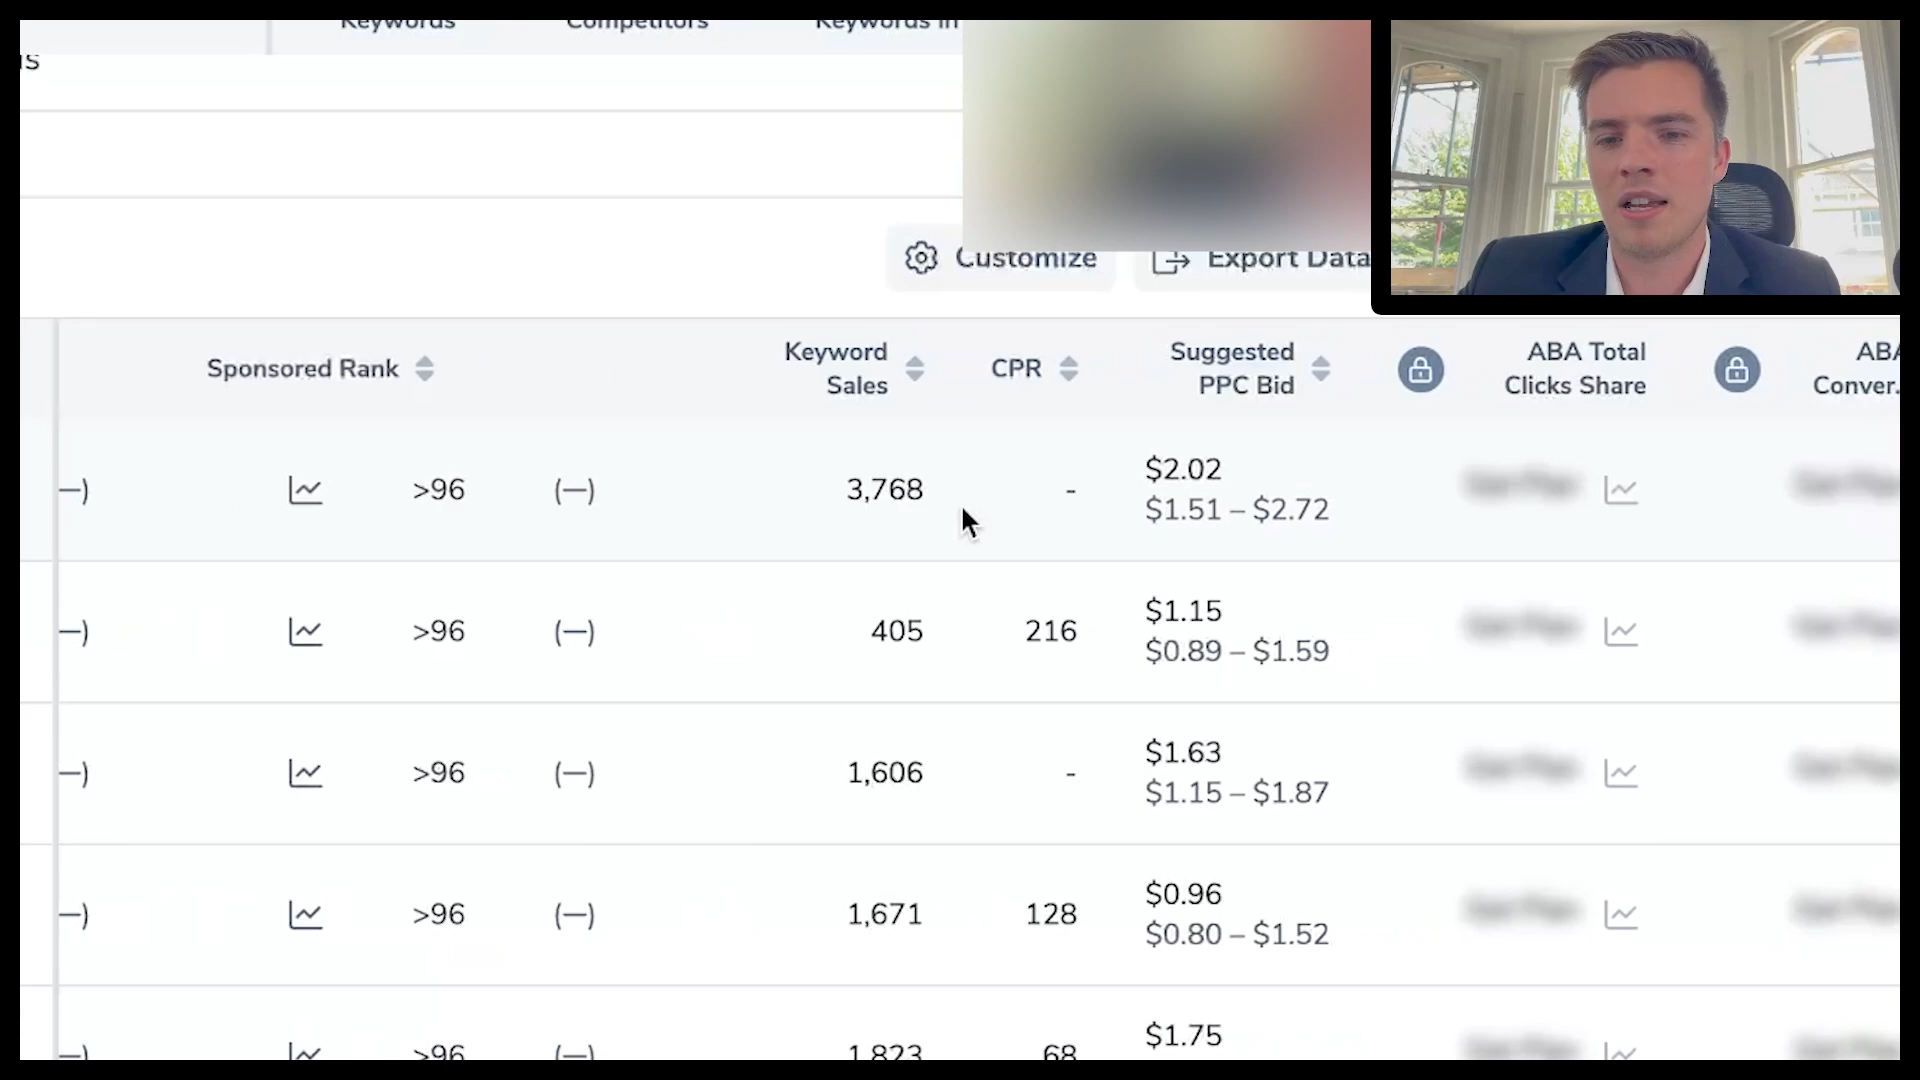 Keywords Competitors Keywords In
is
Customize Export Data
Sponsored Rank Keyword Sales CPR Suggested PPC Bid ABA Total Clicks Share ABA Conver.
—) >96 (—) 3,768 - $2.02
$1.51 – $2.72
—) >96 (—) 405 216 $1.15
$0.89 – $1.59
—) >96 (—) 1,606 - $1.63
$1.15 – $1.87
—) >96 (—) 1,671 128 $0.96
$0.80 – $1.52
—) >96 (—) 1,823 68 $1.75